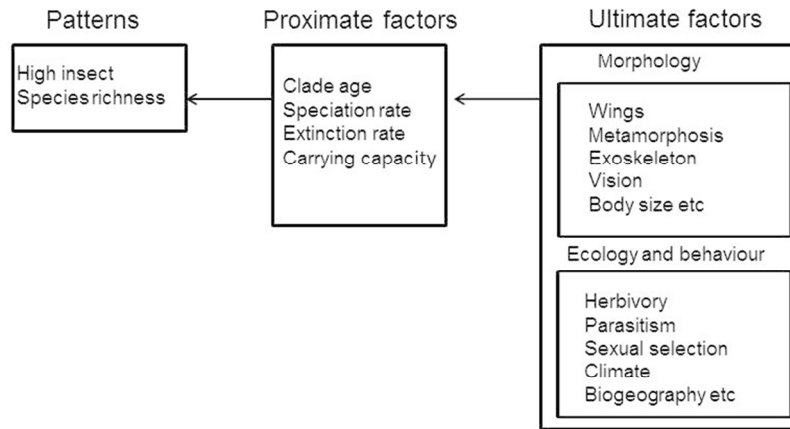 Patterns
High insect
Species richness
Proximate factors
Clade age
Speciation rate
Extinction rate
Carrying capacity
Ultimate factors
Morphology
Wings
Metamorphosis
Exoskeleton
Vision
Body size etc
Ecology and behaviour
Herbivory
Parasitism
Sexual selection
Climate
Biogeography etc